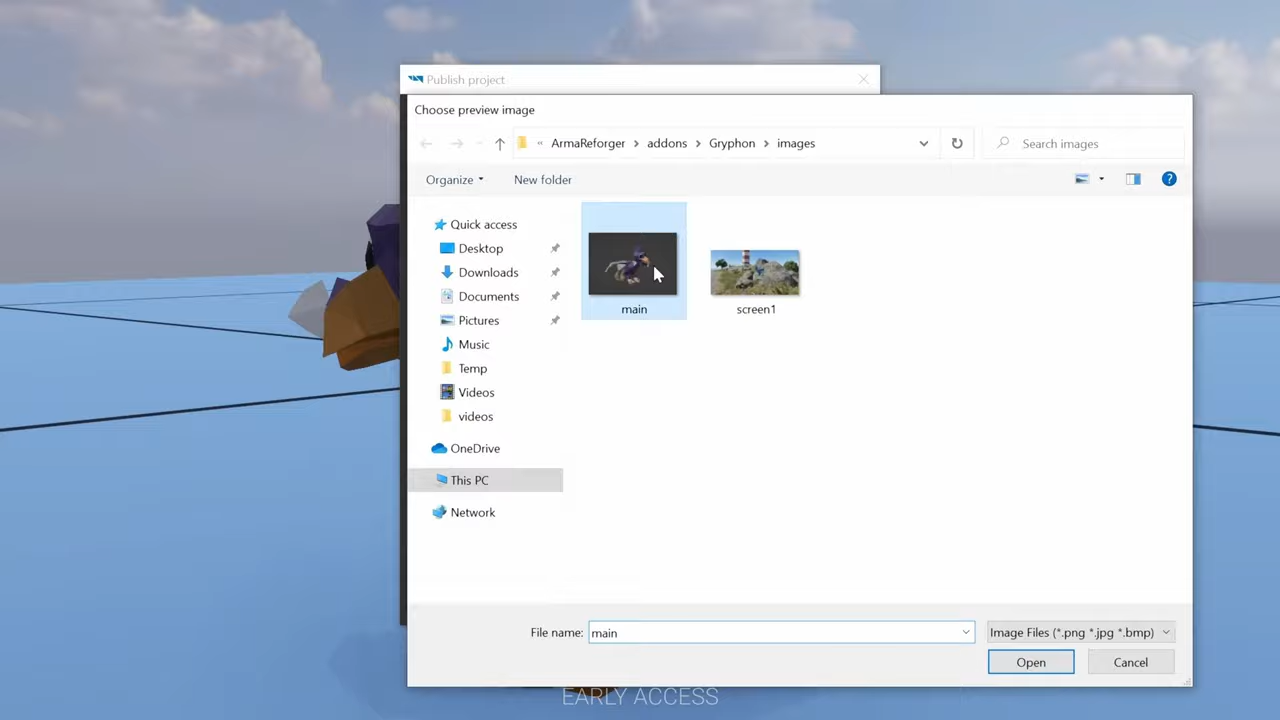 Publish project
Choose preview image
« ArmaReforger > addons > Gryphon > images
Search images
Organize
New folder
?
Quick access
Desktop
Downloads
Documents
Pictures
Music
Temp
Videos
videos
OneDrive
This PC
Network
main
screen1
File name: main
Image Files (*.png *.jpg *.bmp)
Open
Cancel
EARLY ACCESS